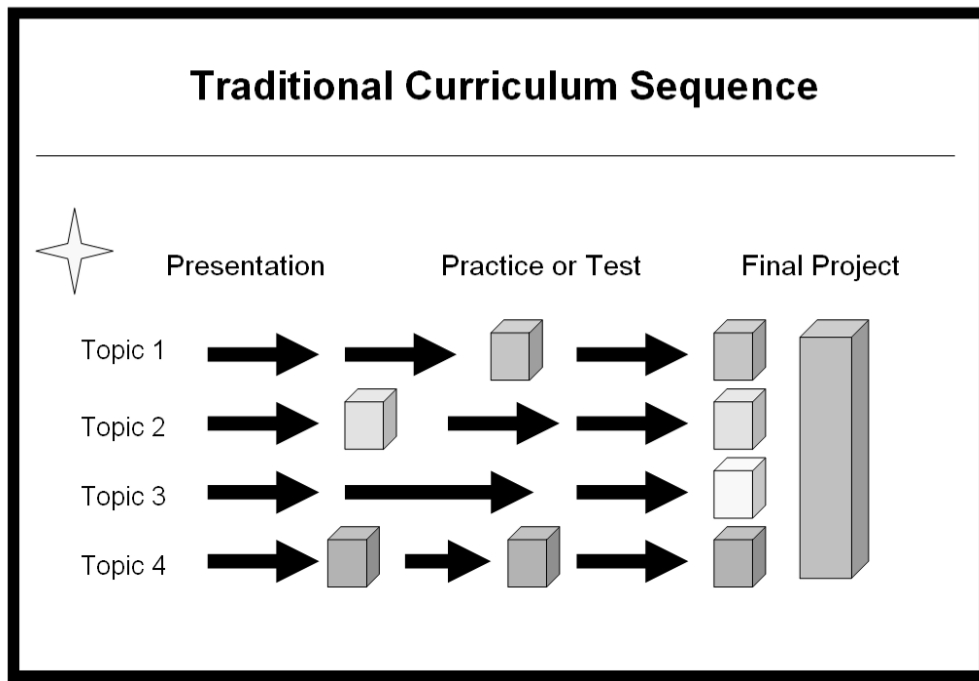 Traditional Curriculum Sequence
Presentation Practice or Test Final Project
Topic 1
Topic 2
Topic 3
Topic 4